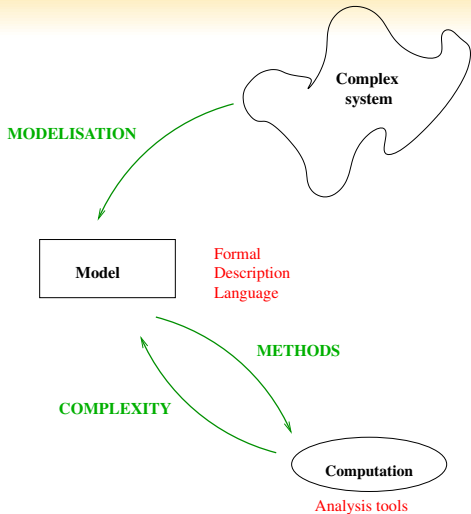 Complex
system
MODELISATION
Model
Formal
Description
Language
METHODS
COMPLEXITY
Computation
Analysis tools